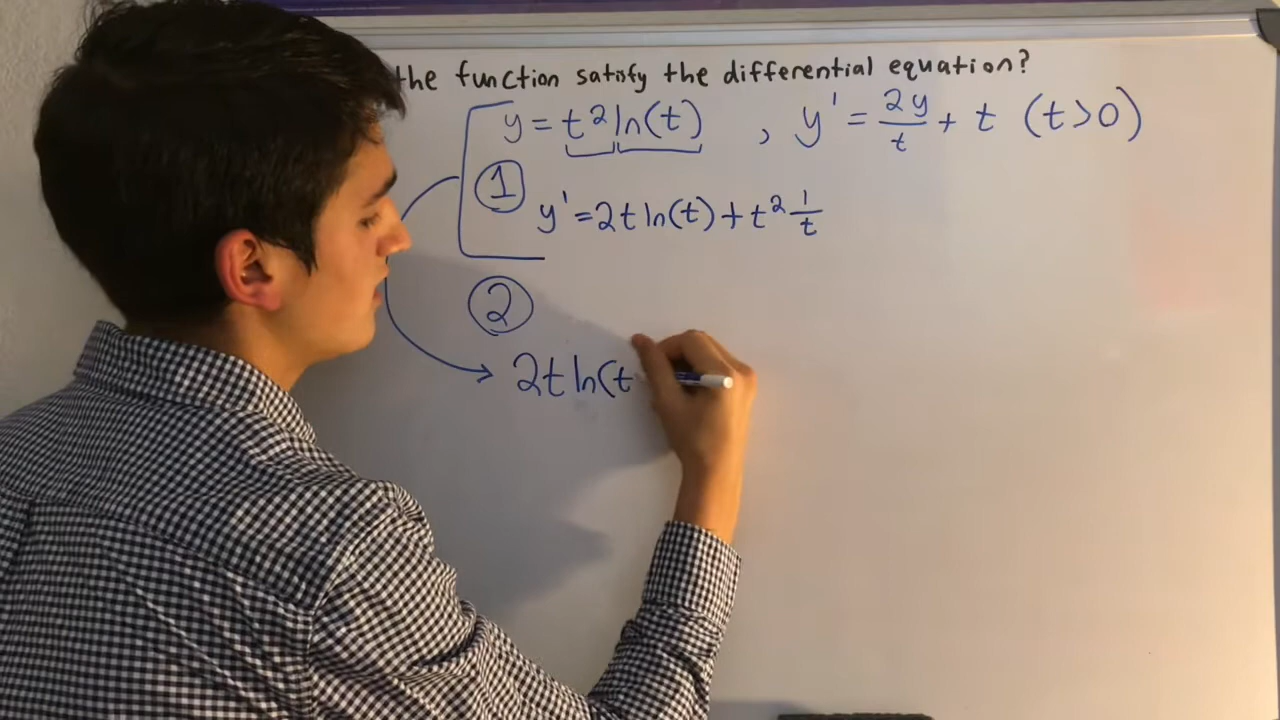 the function satisfy the differential equation?
y = t² ln(t) , y' = 2y/t + t (t>0)
① y' = 2t ln(t) + t² 1/t
②
→ 2t ln(t